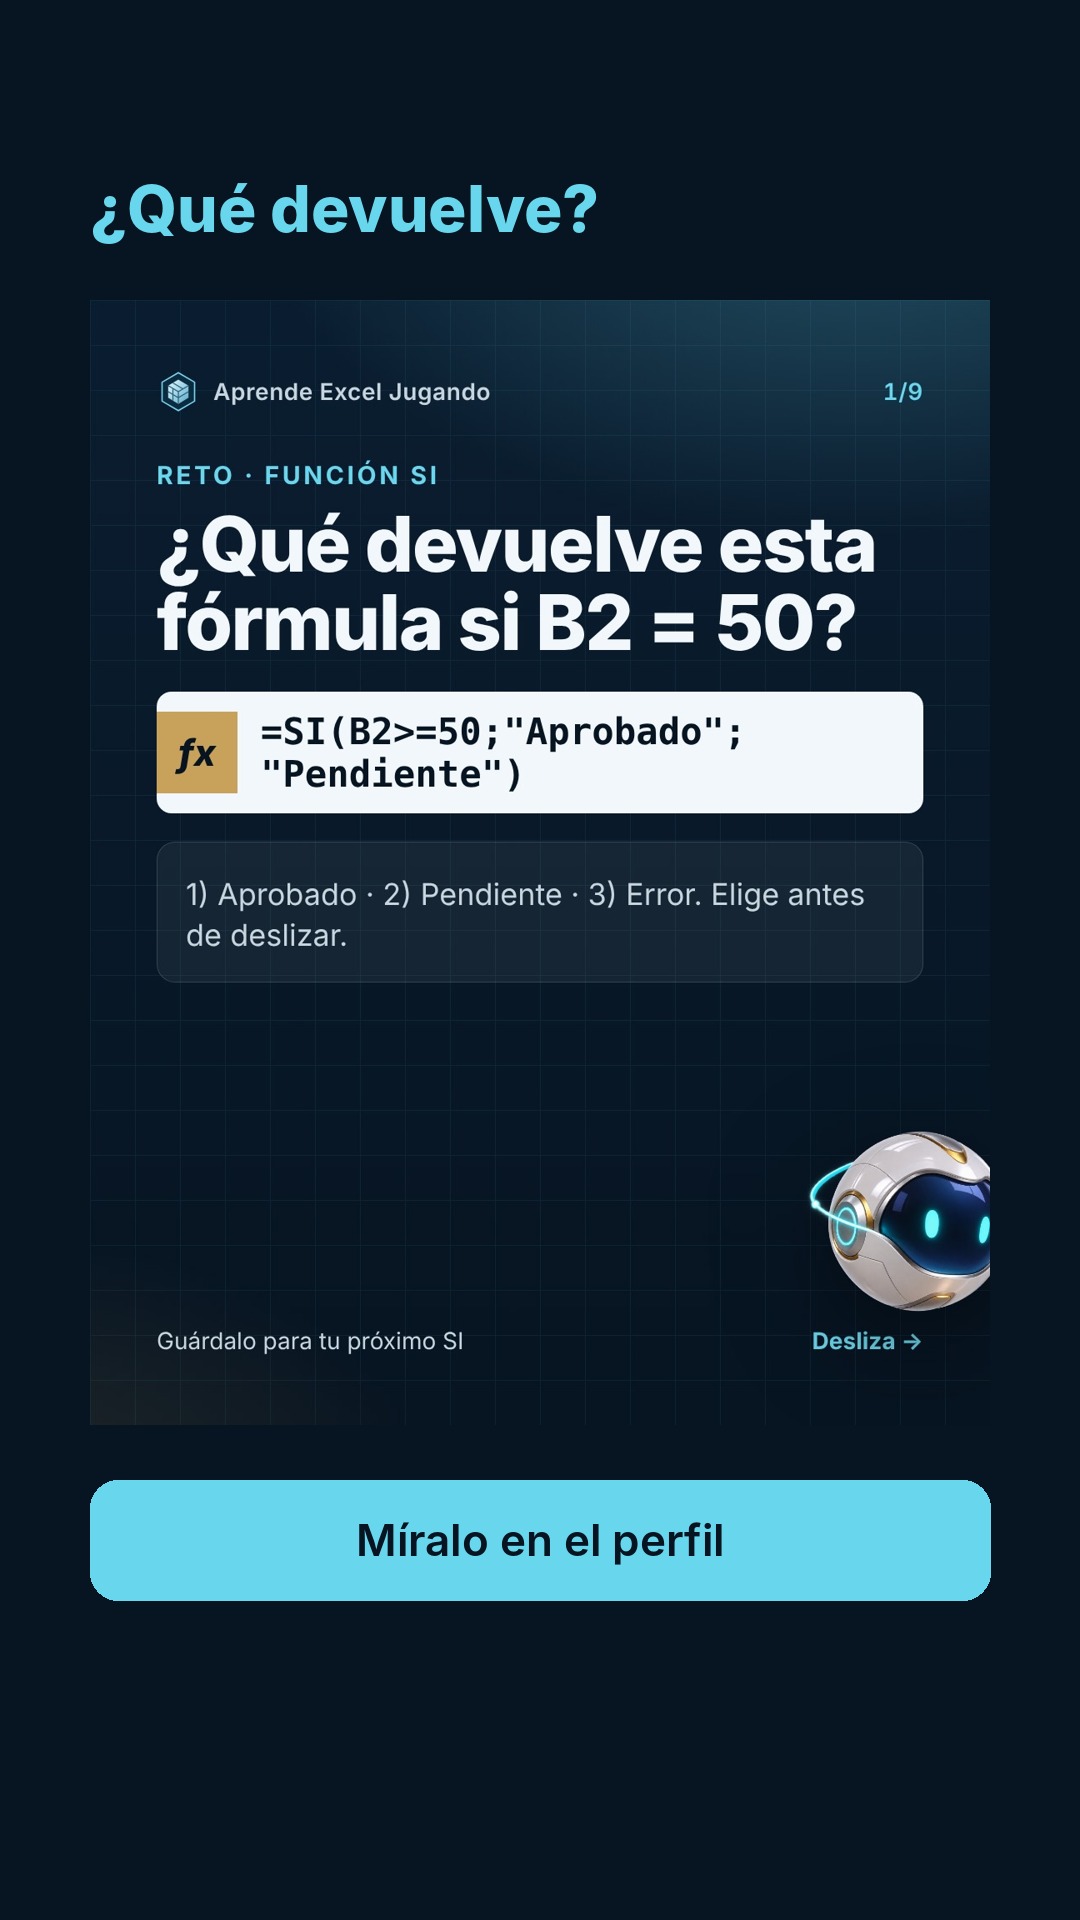 ¿Qué devuelve?
Aprende Excel Jugando
1/9
RETO · FUNCIÓN SI
¿Qué devuelve esta
fórmula si B2 = 50?
fx
=SI(B2>=50;"Aprobado";
"Pendiente")
1) Aprobado · 2) Pendiente · 3) Error. Elige antes
de deslizar.
Guárdalo para tu próximo SI
Desliza →
Míralo en el perfil